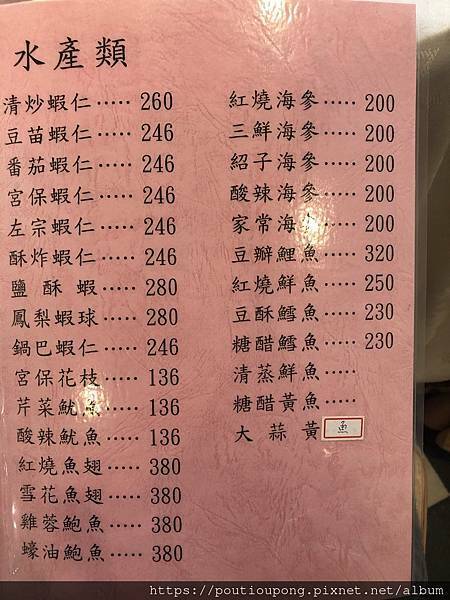 水產類
清炒蝦仁‥‥‥ 260
豆苗蝦仁‥‥‥ 246
番茄蝦仁‥‥‥ 246
宮保蝦仁‥‥‥ 246
左宗蝦仁‥‥‥ 246
酥炸蝦仁‥‥‥ 246
鹽酥蝦‥‥‥ 280
鳳梨蝦球‥‥‥ 280
鍋巴蝦仁‥‥‥ 246
宮保花枝‥‥‥ 136
芹菜魷魚‥‥‥ 136
酸辣魷魚‥‥‥ 136
紅燒魚翅‥‥‥ 380
雪花魚翅‥‥‥ 380
雞蓉鮑魚‥‥‥ 380
蠔油鮑魚‥‥‥ 380
紅燒海參‥‥‥ 200
三鮮海參‥‥‥ 200
紹子海參‥‥‥ 200
酸辣海參‥‥‥ 200
家常海‥‥‥ 200
豆瓣鯉魚‥‥‥ 320
紅燒鮮魚‥‥‥ 250
豆酥鱈魚‥‥‥ 230
糖醋鱈魚‥‥‥ 230
清蒸鮮魚‥‥‥
糖醋黃魚‥‥‥
大蒜黃魚
https://poutioupong.pixnet.net/album